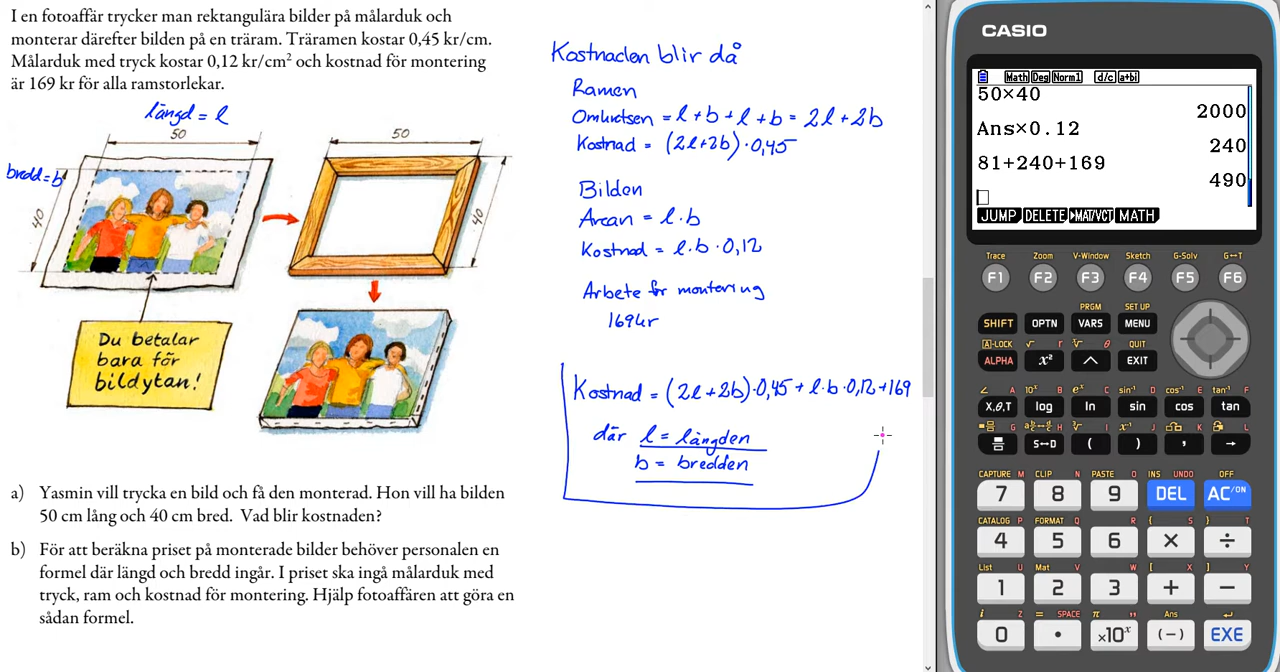 I en fotoaffär trycker man rektangulära bilder på målarduk och
monterar därefter bilden på en träram. Träramen kostar 0,45 kr/cm.
Målarduk med tryck kostar 0,12 kr/cm² och kostnad för montering
är 169 kr för alla ramstorlekar.
längd = l
50
50
bredd=b
40
40
Du betalar
bara för
bildytan!
a) Yasmin vill trycka en bild och få den monterad. Hon vill ha bilden
50 cm lång och 40 cm bred. Vad blir kostnaden?
b) För att beräkna priset på monterade bilder behöver personalen en
formel där längd och bredd ingår. I priset ska ingå målarduk med
tryck, ram och kostnad för montering. Hjälp fotoaffären att göra en
sådan formel.
Kostnaden blir då
Ramen
Omkretsen = l + b + l + b = 2l + 2b
Kostnad = (2l+2b)·0,45
Bilden
Arean = l·b
Kostnad = l·b·0,12
Arbete för montering
169kr
Kostnad = (2l+2b)·0,45 + l·b·0,12+169
där l = längden
b = bredden
CASIO
Math Deg Norm1 d/c a+bi
50×40
2000
Ans×0.12
240
81+240+169
490
JUMP DELETE ▸MAT/VCT MATH
Trace Zoom V-Window Sketch G-Solv G↔T
F1 F2 F3 F4 F5 F6
PRGM SET UP
SHIFT OPTN VARS MENU
A-LOCK √ r ∛ θ QUIT
ALPHA x² ^ EXIT
∠ A 10ˣ B eˣ C sin⁻¹ D cos⁻¹ E tan⁻¹ F
X,θ,T log ln sin cos tan
G a b/c↔d/c H ∛ I x⁻¹ J K L
S↔D ( ) , →
CAPTURE M CLIP N PASTE O INS UNDO OFF
7 8 9 DEL AC/ON
CATALOG P FORMAT Q R { S } T
4 5 6 × ÷
List U Mat V W [ X ] Y
1 2 3 + −
i Z = SPACE π " Ans ↵
0 • ×10ˣ (−) EXE